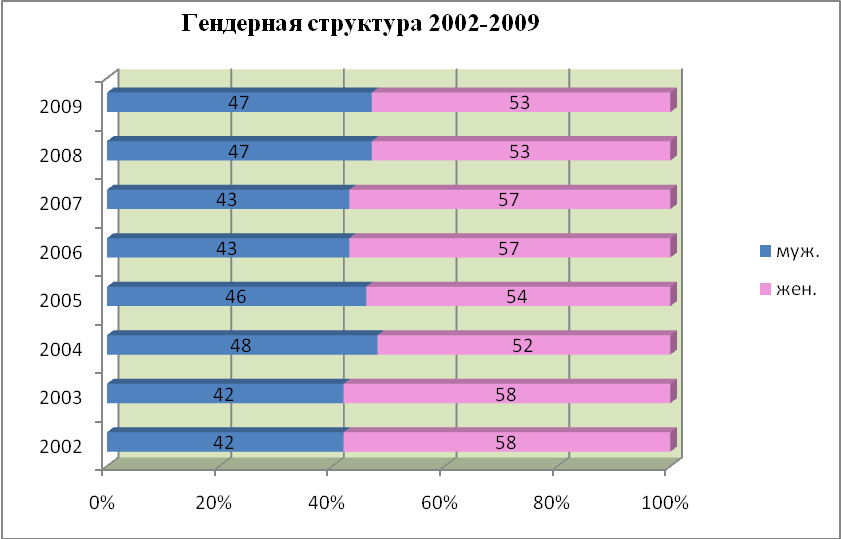 Гендерная структура 2002-2009
2009 47 53
2008 47 53
2007 43 57
2006 43 57
2005 46 54
2004 48 52
2003 42 58
2002 42 58
0% 20% 40% 60% 80% 100%
муж.
жен.